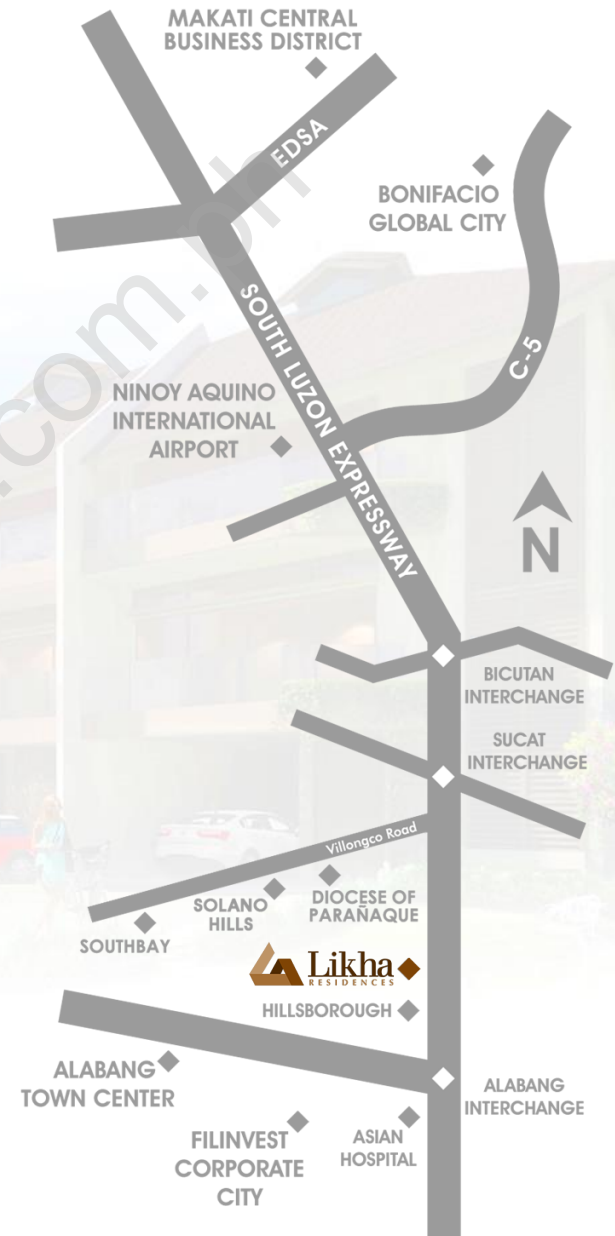 MAKATI CENTRAL
BUSINESS DISTRICT
EDSA
BONIFACIO
GLOBAL CITY
SOUTH LUZON EXPRESSWAY
C-5
NINOY AQUINO
INTERNATIONAL
AIRPORT
N
BICUTAN
INTERCHANGE
SUCAT
INTERCHANGE
Villongco Road
SOLANO
HILLS
DIOCESE OF
PARAÑAQUE
SOUTHBAY
Likha
RESIDENCES
HILLSBOROUGH
ALABANG
TOWN CENTER
ALABANG
INTERCHANGE
FILINVEST
CORPORATE
CITY
ASIAN
HOSPITAL
.com.ph